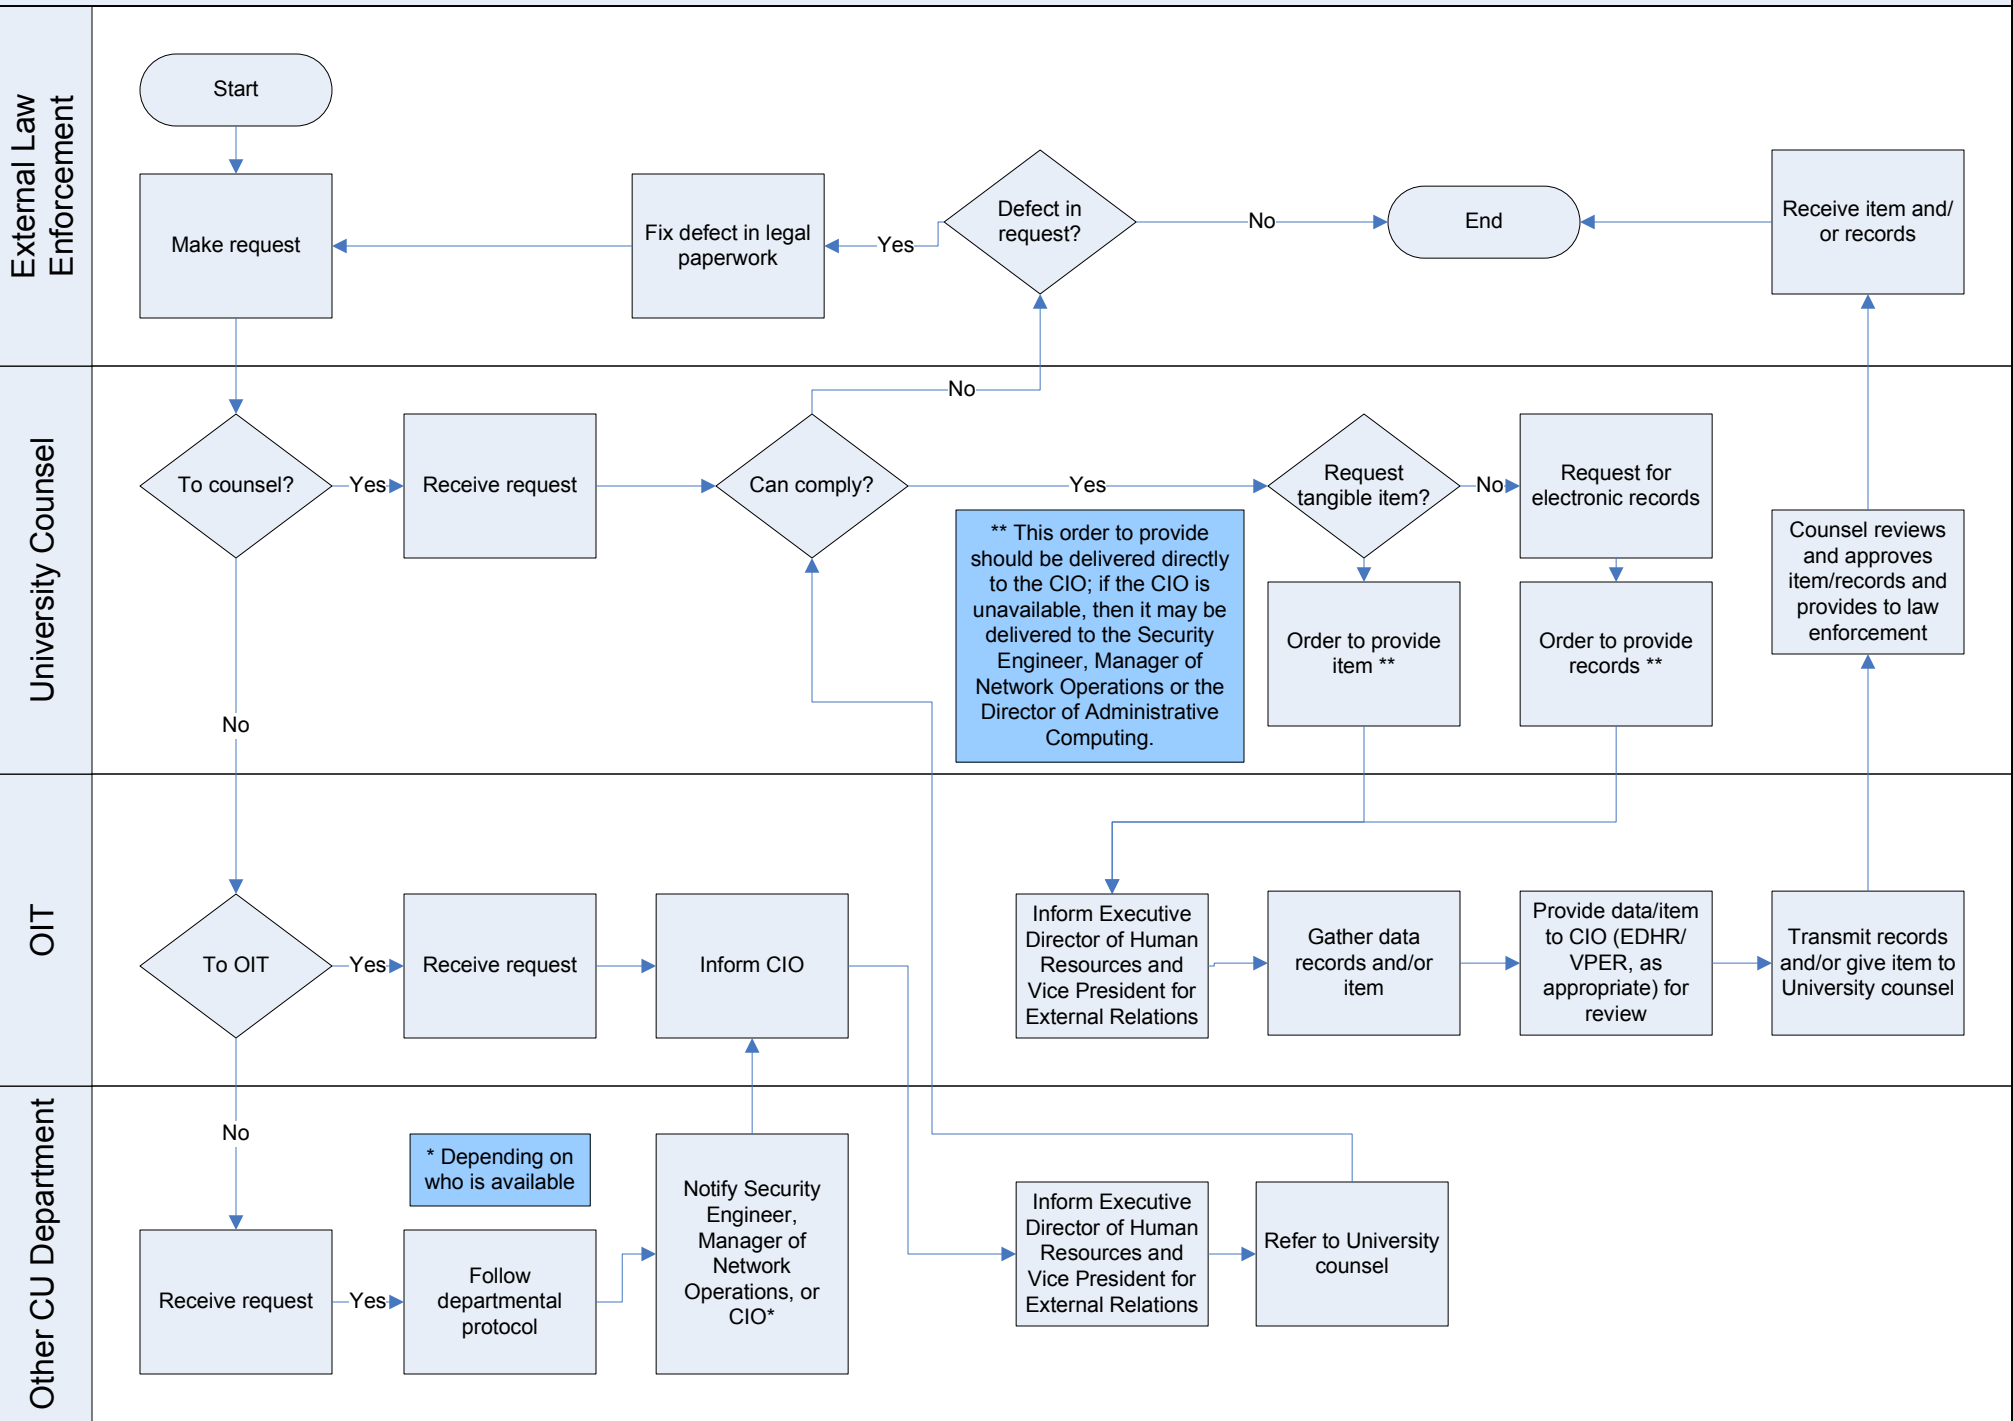 External Law
Enforcement
Start
Make request
Fix defect in legal
paperwork
Yes
Defect in
request?
No
End
Receive item and/
or records
University Counsel
To counsel?
Yes
Receive request
Can comply?
No
Yes
Request
tangible item?
No
Request for
electronic records
** This order to provide
should be delivered directly
to the CIO; if the CIO is
unavailable, then it may be
delivered to the Security
Engineer, Manager of
Network Operations or the
Director of Administrative
Computing.
Order to provide
item **
Order to provide
records **
Counsel reviews
and approves
item/records and
provides to law
enforcement
No
OIT
To OIT
Yes
Receive request
Inform CIO
Inform Executive
Director of Human
Resources and
Vice President for
External Relations
Gather data
records and/or
item
Provide data/item
to CIO (EDHR/
VPER, as
appropriate) for
review
Transmit records
and/or give item to
University counsel
Other CU Department
No
Receive request
Yes
* Depending on
who is available
Follow
departmental
protocol
Notify Security
Engineer,
Manager of
Network
Operations, or
CIO*
Inform Executive
Director of Human
Resources and
Vice President for
External Relations
Refer to University
counsel